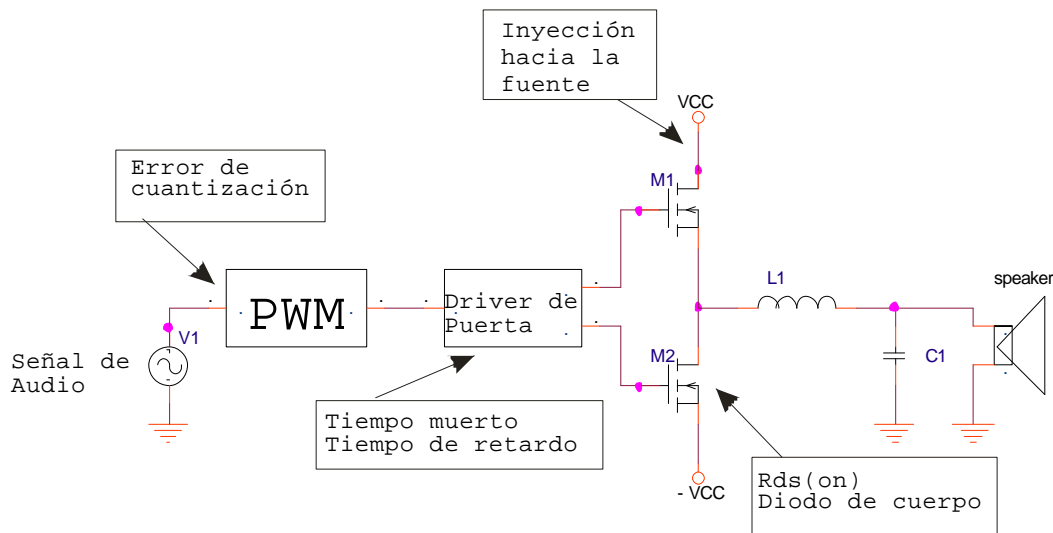 Inyección
hacia la
fuente
VCC
Error de
cuantización
M1
L1
speaker
PWM
Driver de
Puerta
V1
Señal de
Audio
M2
C1
Tiempo muerto
Tiempo de retardo
Rds(on)
Diodo de cuerpo
- VCC